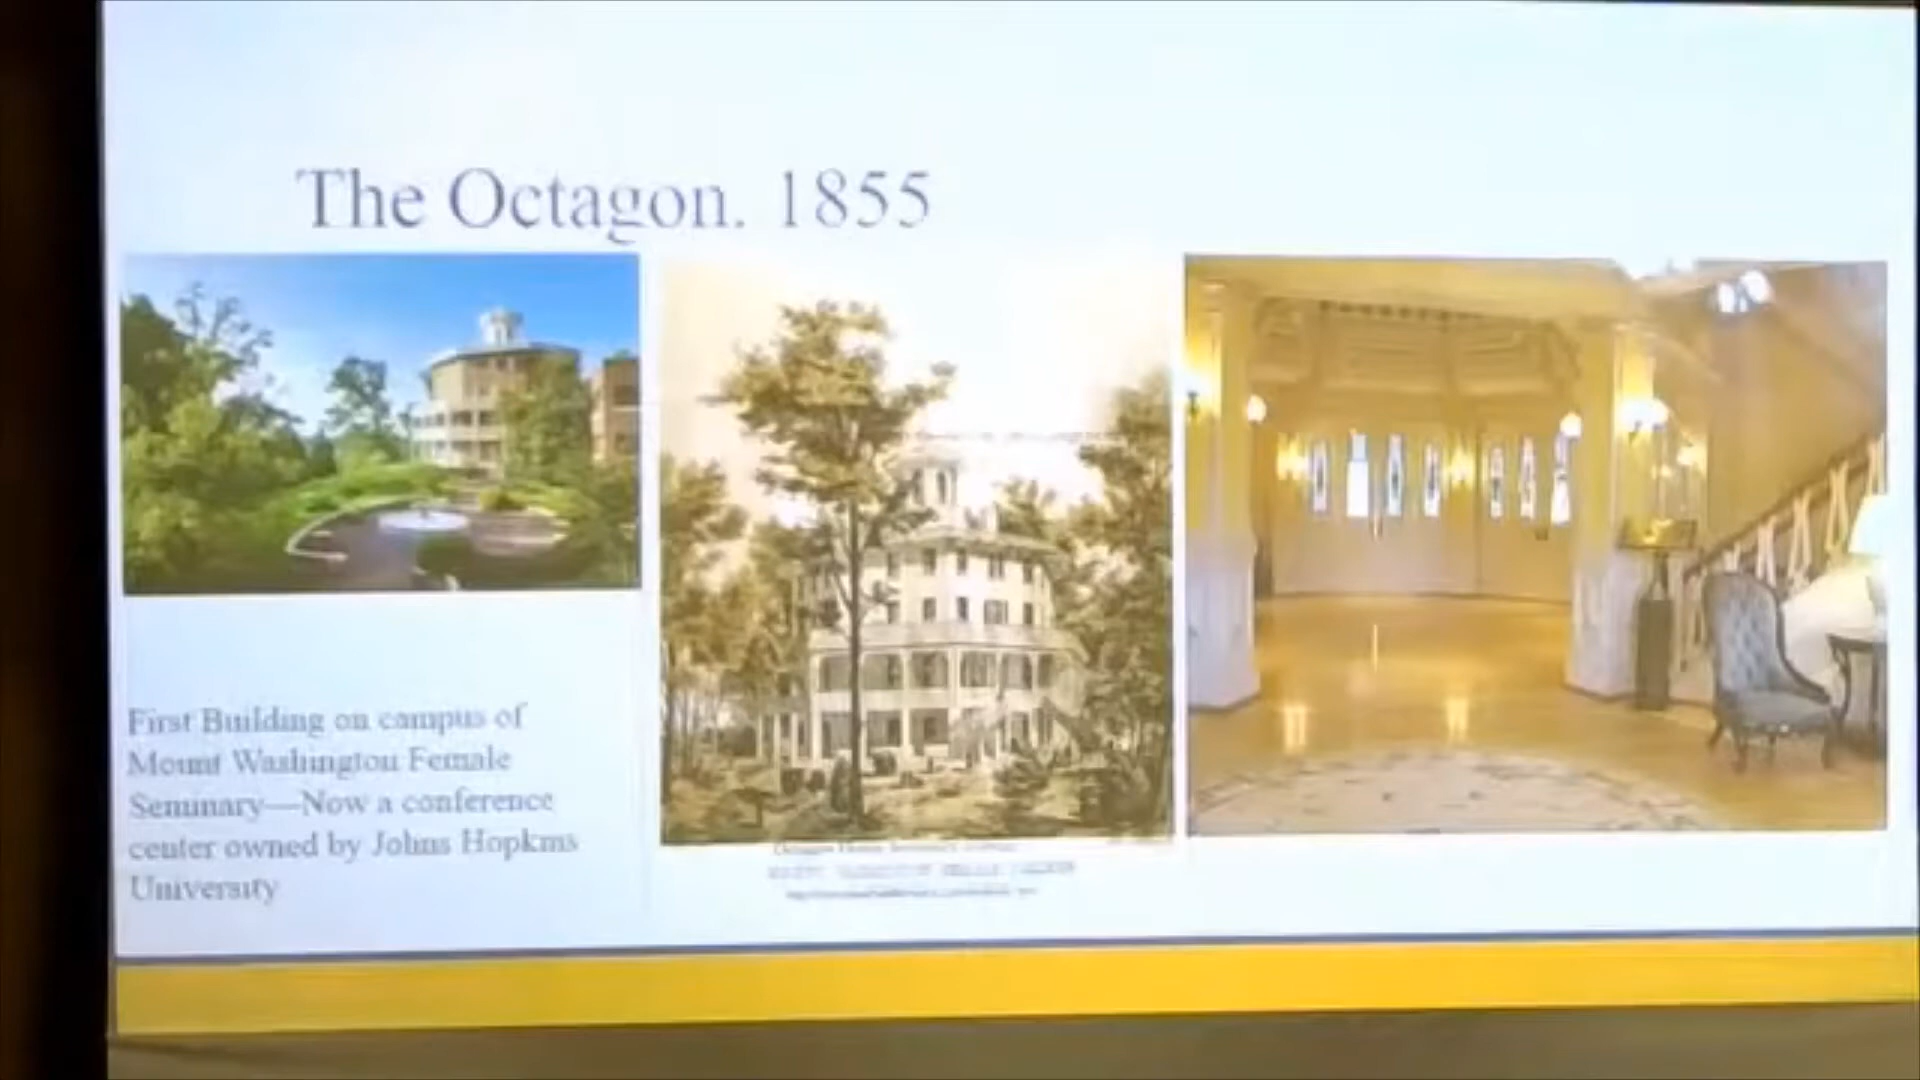 The Octagon. 1855
First Building on campus of
Mount Washington Female
Seminary—Now a conference
center owned by Johns Hopkins
University